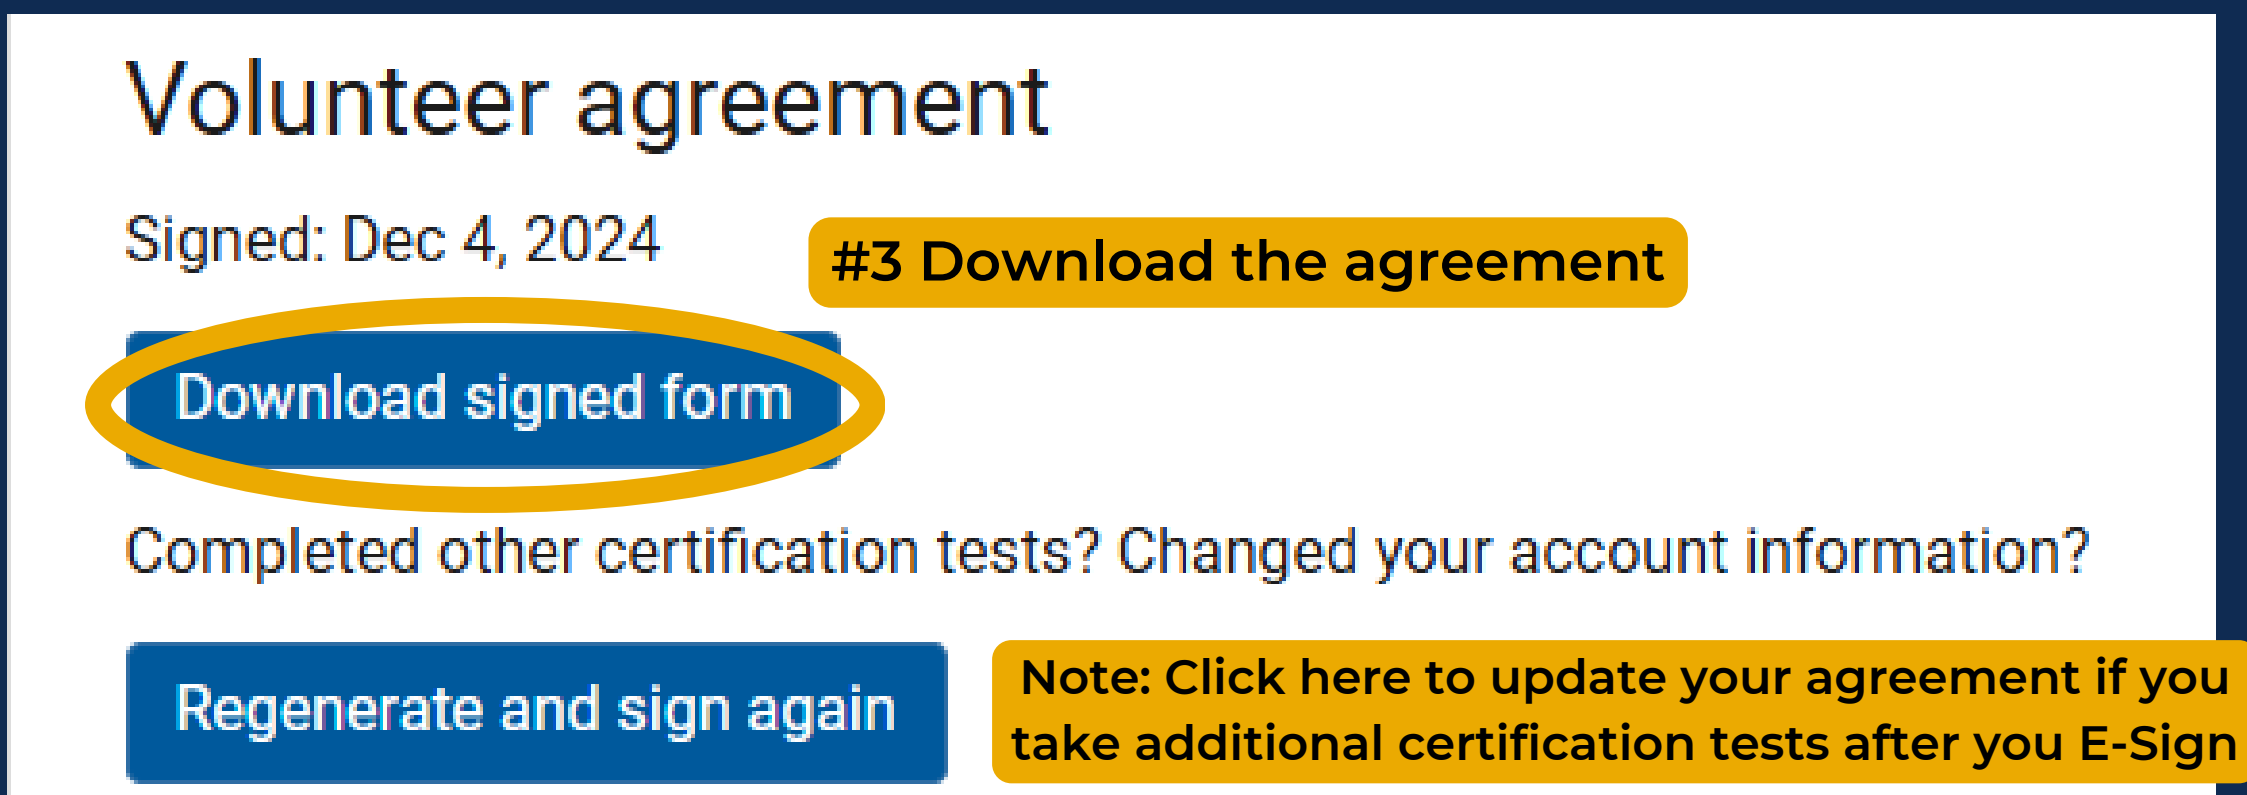 Volunteer agreement
Signed: Dec 4, 2024
#3 Download the agreement
Download signed form
Completed other certification tests? Changed your account information?
Regenerate and sign again
Note: Click here to update your agreement if you
take additional certification tests after you E-Sign